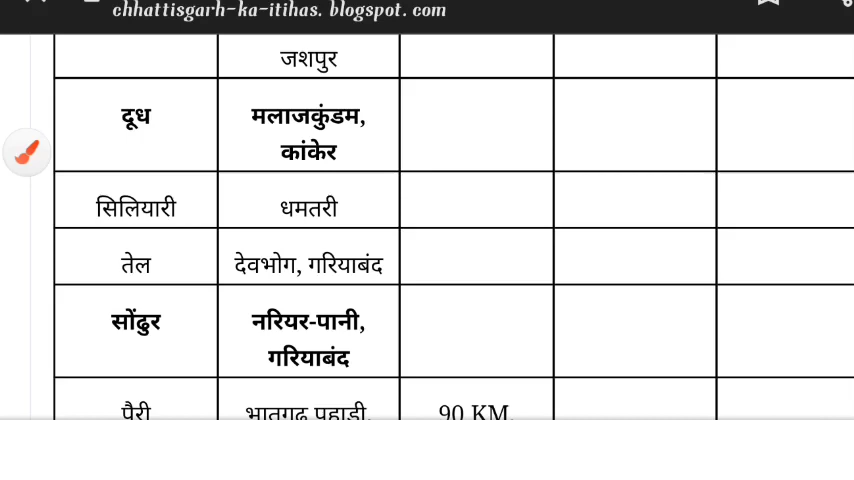 chhattisgarh-ka-itihas. blogspot. com
जशपुर
दूध मलाजकुंडम,
कांकेर
सिलियारी धमतरी
तेल देवभोग, गरियाबंद
सोंढुर नरियर-पानी,
गरियाबंद
पैरी भातगढ़ पहाड़ी, 90 KM.